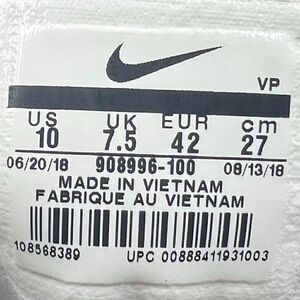 VP
US UK EUR cm
10 7.5 42 27
06/20/18 908996-100 08/13/18
MADE IN VIETNAM
FABRIQUE AU VIETNAM
108568389 UPC 00888411931003